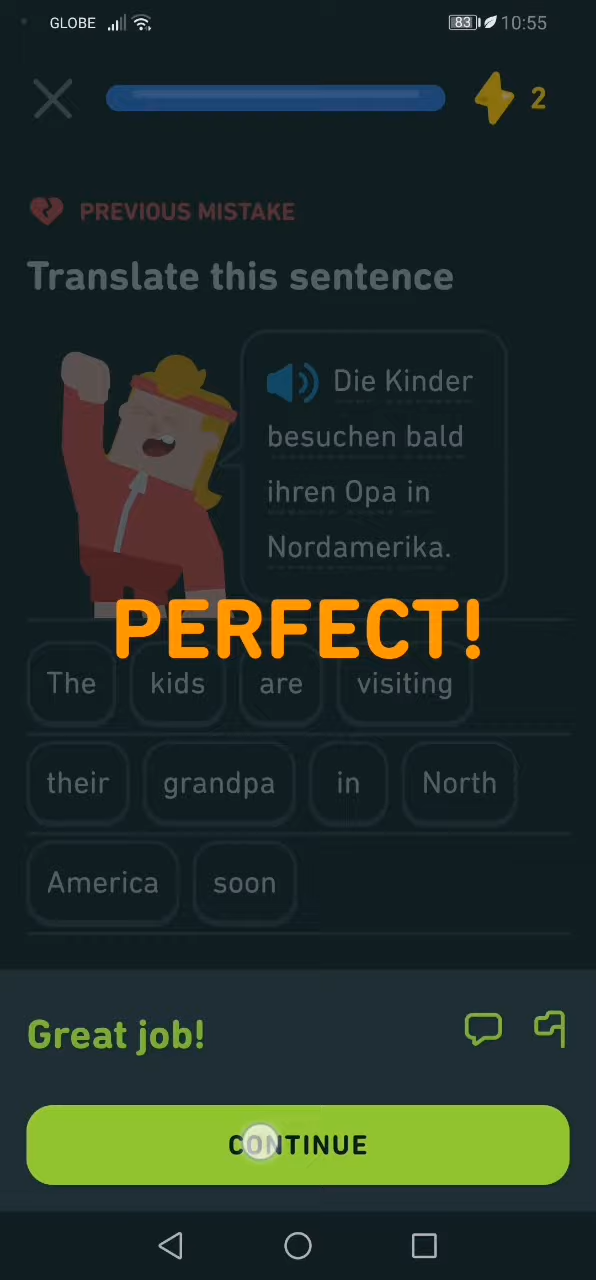 GLOBE 83 10:55
2
PREVIOUS MISTAKE
Translate this sentence
Die Kinder
besuchen bald
ihren Opa in
Nordamerika.
PERFECT!
The kids are visiting
their grandpa in North
America soon
Great job!
CONTINUE